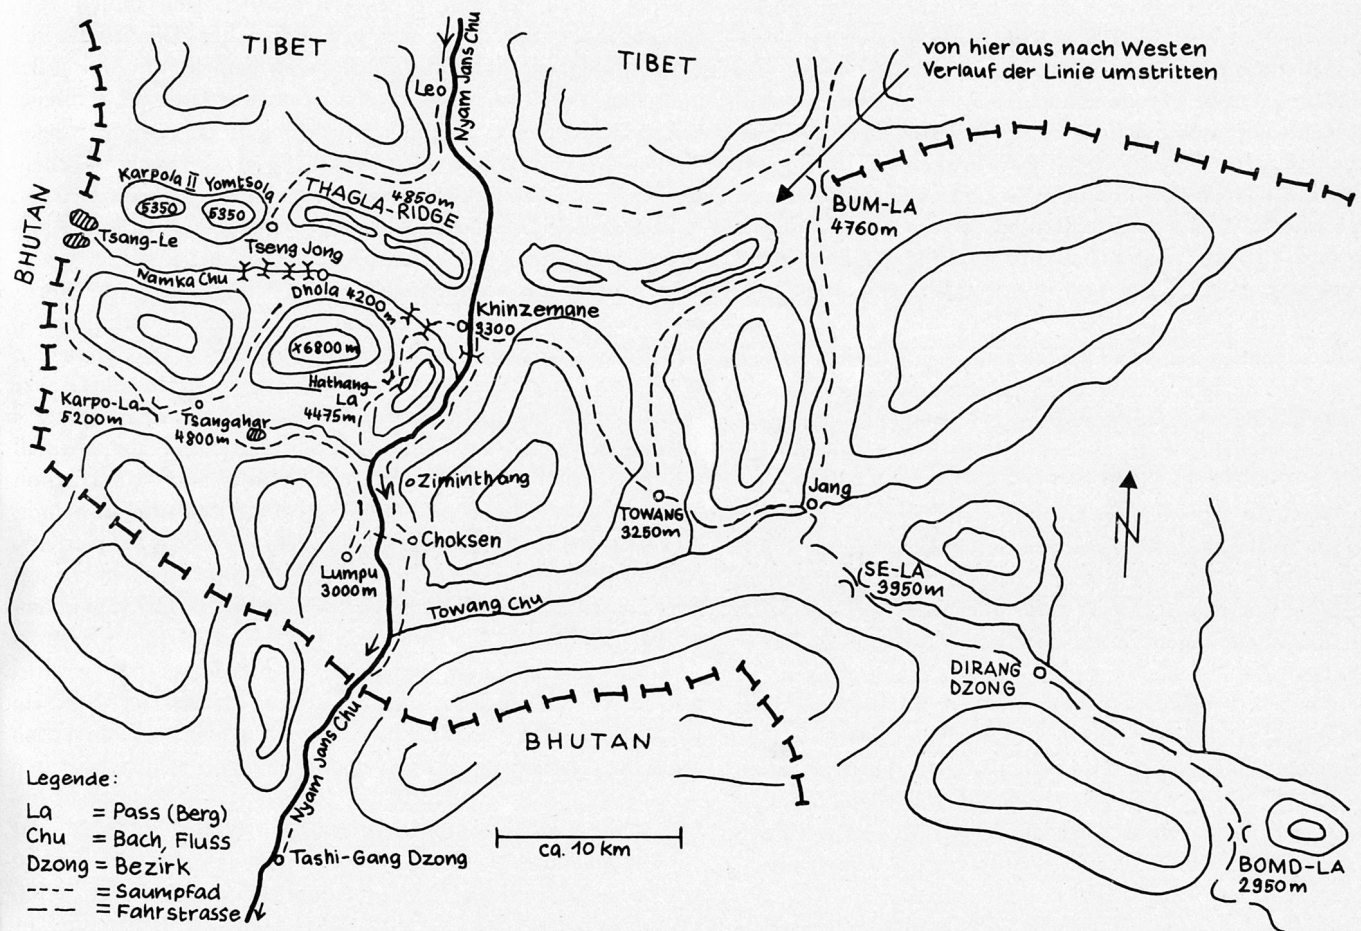 TIBET
Nyam Jans Chu
TIBET
von hier aus nach Westen
Verlauf der Linie umstritten
Leo
BHUTAN
Karpola II Yomtsola
5350
5350
THAGLA-RIDGE
4850m
BUM-LA
4760m
Tsang-Le
Tseng Jong
Namka Chu
Dhola 4200m
Khinzemane
3300
x6800m
Hathang
La
4475m
Karpo-La
5200m
Tsangahar
4800m
Ziminthang
TOWANG
3250m
Jang
Choksen
Lumpu
3000m
SE-LA
3950m
N
Towang Chu
DIRANG
DZONG
BHUTAN
Nyam Jans Chu
Legende:
La = Pass (Berg)
Chu = Bach, Fluss
Dzong = Bezirk
= Saumpfad
= Fahrstrasse
Tashi-Gang Dzong
ca. 10 km
BOMD-LA
2950m